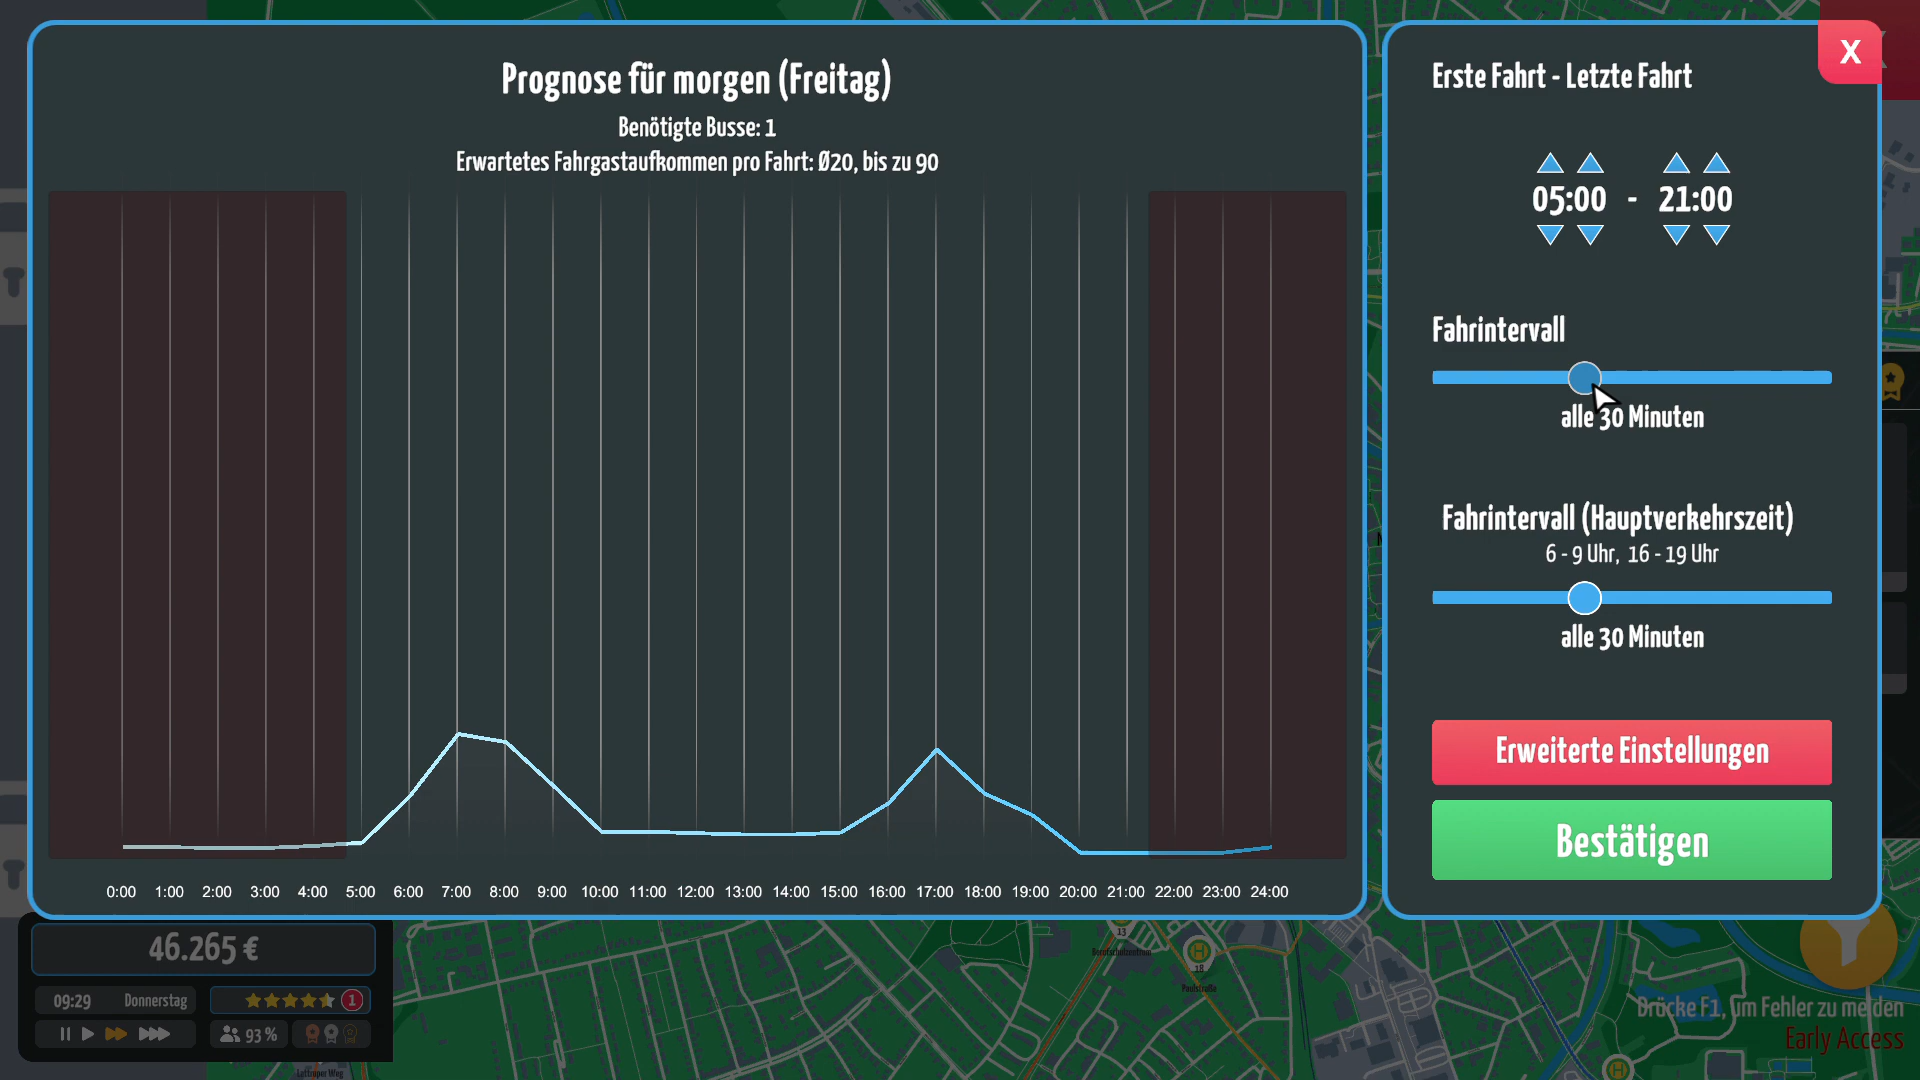 Prognose für morgen (Freitag)
Benötigte Busse: 1
Erwartetes Fahrgastaufkommen pro Fahrt: Ø20, bis zu 90
0:00 1:00 2:00 3:00 4:00 5:00 6:00 7:00 8:00 9:00 10:00 11:00 12:00 13:00 14:00 15:00 16:00 17:00 18:00 19:00 20:00 21:00 22:00 23:00 24:00
X
Erste Fahrt - Letzte Fahrt
05:00 - 21:00
Fahrintervall
alle 30 Minuten
Fahrintervall (Hauptverkehrszeit)
6 - 9 Uhr, 16 - 19 Uhr
alle 30 Minuten
Erweiterte Einstellungen
Bestätigen
46.265 €
09:29 Donnerstag
1
93 %
13
Berufschulzentrum
H
18
Paulstraße
H
Drücke F1, um Fehler zu melden
Early Access